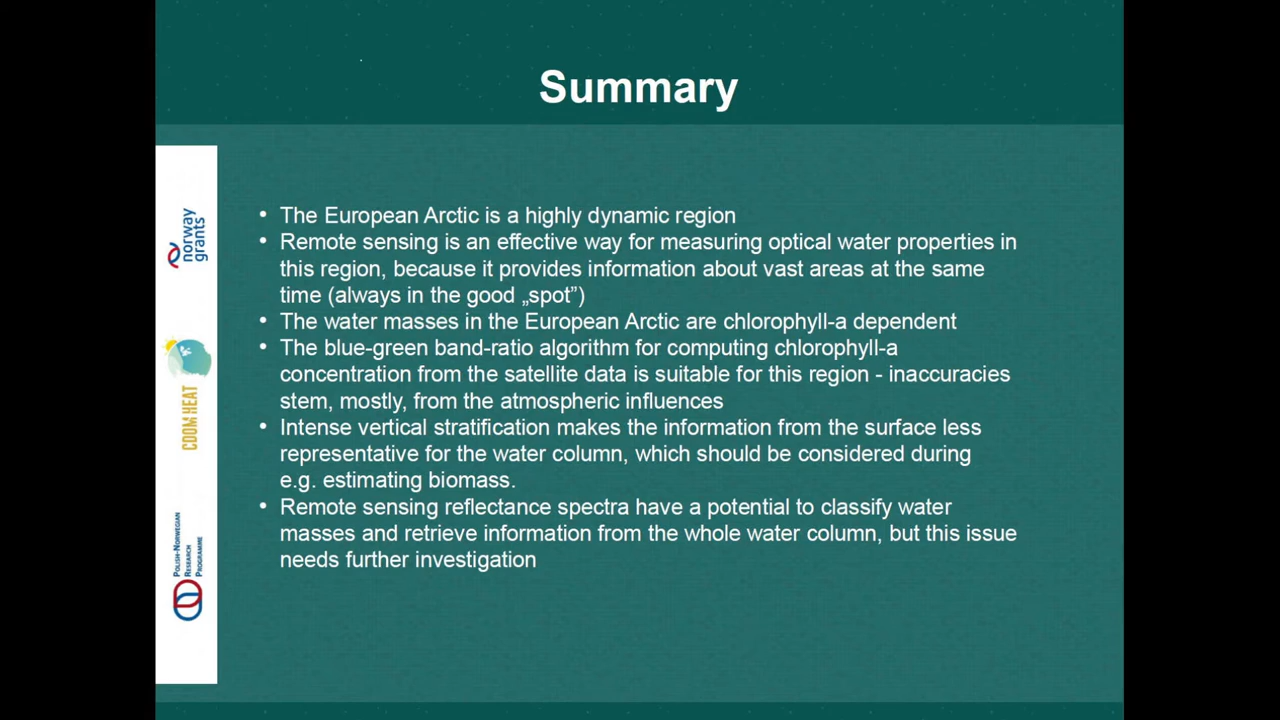 Summary
• The European Arctic is a highly dynamic region
• Remote sensing is an effective way for measuring optical water properties in
this region, because it provides information about vast areas at the same
time (always in the good „spot”)
• The water masses in the European Arctic are chlorophyll-a dependent
• The blue-green band-ratio algorithm for computing chlorophyll-a
concentration from the satellite data is suitable for this region - inaccuracies
stem, mostly, from the atmospheric influences
• Intense vertical stratification makes the information from the surface less
representative for the water column, which should be considered during
e.g. estimating biomass.
• Remote sensing reflectance spectra have a potential to classify water
masses and retrieve information from the whole water column, but this issue
needs further investigation
norway
grants
CDOM HEAT
POLISH-NORWEGIAN
RESEARCH
PROGRAMME